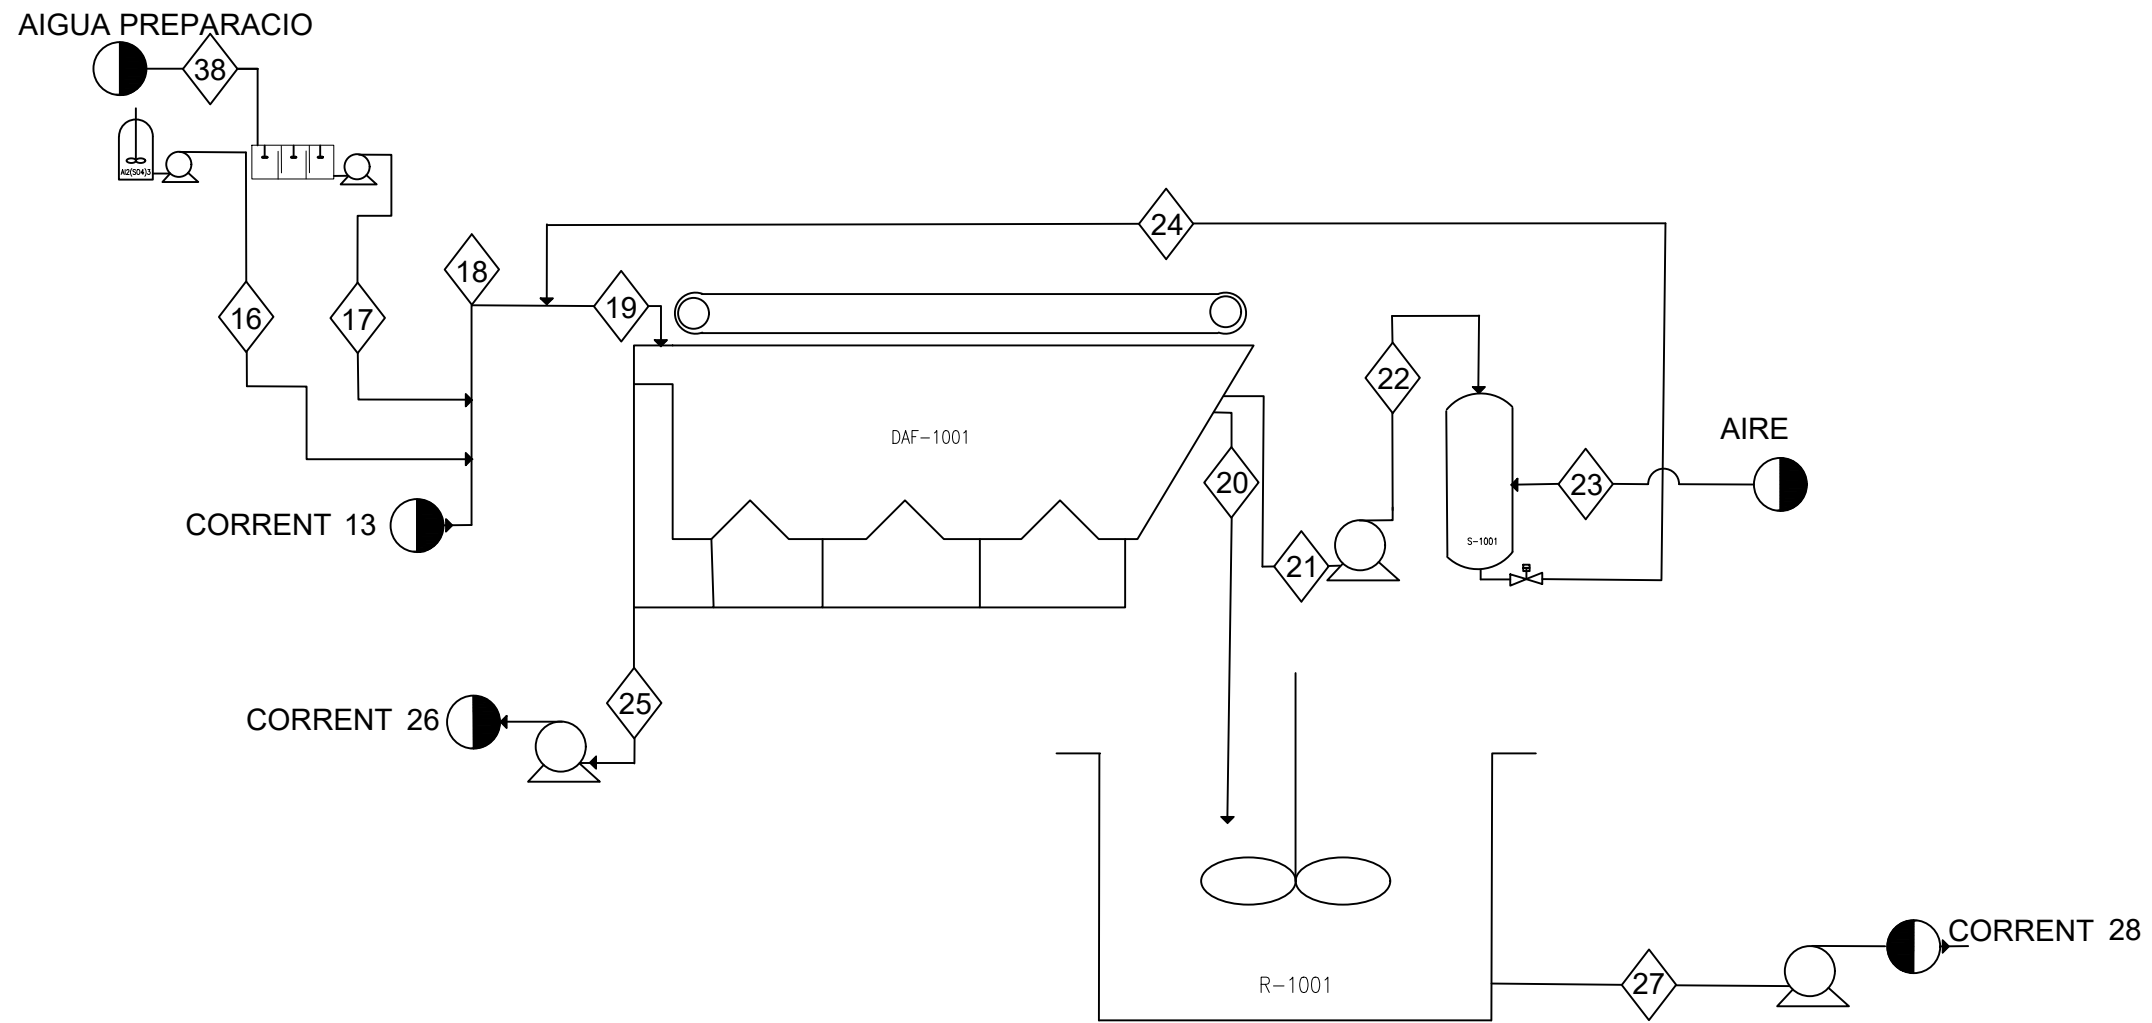 AIGUA PREPARACIO
38
Al2(SO4)3
24
18
19
16
17
22
DAF-1001
AIRE
20
23
CORRENT 13
S-1001
21
25
CORRENT 26
CORRENT 28
R-1001
27